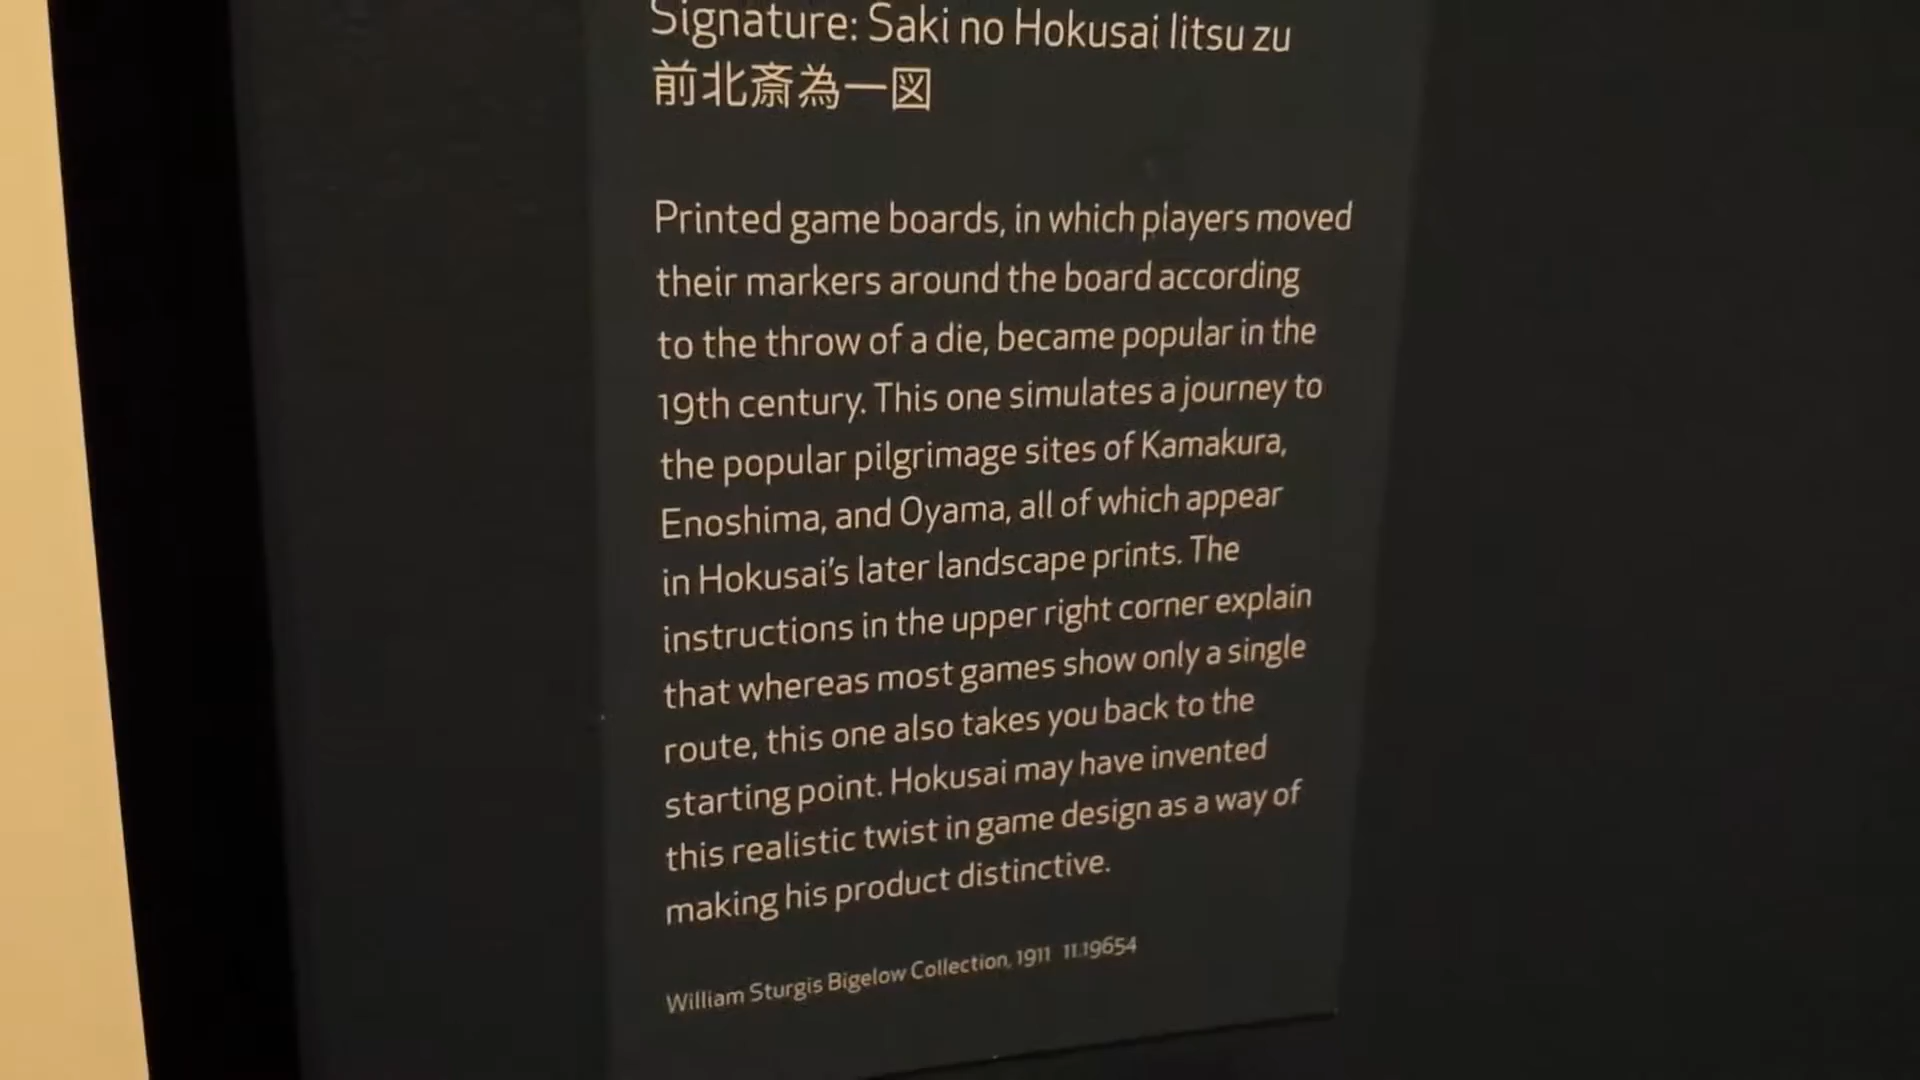 Signature: Saki no Hokusai Iitsu zu
前北斎為一図
Printed game boards, in which players moved
their markers around the board according
to the throw of a die, became popular in the
19th century. This one simulates a journey to
the popular pilgrimage sites of Kamakura,
Enoshima, and Oyama, all of which appear
in Hokusai’s later landscape prints. The
instructions in the upper right corner explain
that whereas most games show only a single
route, this one also takes you back to the
starting point. Hokusai may have invented
this realistic twist in game design as a way of
making his product distinctive.
William Sturgis Bigelow Collection, 1911 11.19654